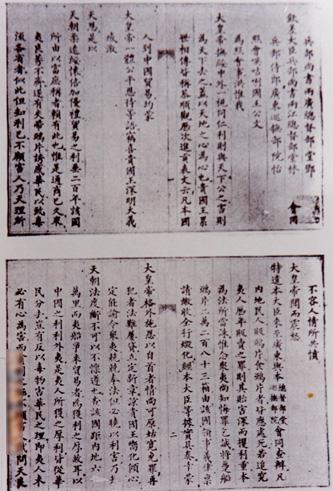 兵部尚書兩廣總督部堂鄧
欽差大臣兵部尚書兩江總督部堂林
兵部侍郎廣東巡撫部院怡 會同
照會㗸咭唎國王公文
為照會事洪惟我
大皇帝撫綏中外一視同仁利則與天下公之害則
為天下去之蓋以天地之心為心也貴國王累
世相傳皆稱恭順觀歷次進貢表文云凡本國
人到中國貿易均蒙
大皇帝一體公平恩待等語竊喜貴國王深明大義
感激
天恩是以
天朝柔遠綏懷倍加優禮貿易之利垂二百年該國
所由以富庶稱者賴有此也惟是通商已久眾
夷良莠不齊遂有夾帶鴉片誘惑華民以致毒
流各省者似此但知利己不顧害人乃天理所
不容人情所共憤
大皇帝聞而震怒
特遣本大臣來至廣東與本總督部堂巡撫部院會同查辦凡
內地民人販鴉片食鴉片者皆應處死若追究
夷人歷年販賣之罪則其貽害深而攫利重本
為法所當誅惟念眾夷尚知悔罪乞誠將躉船
鴉片二萬二百八十三箱由該國領事義律稟
請繳收全行燬化經本大臣等據實具奏幸蒙
大皇帝格外施恩以自首者情尚可原姑寬免罪再
犯者法難屢貸立定新章諒貴國王嚮化傾心
定能諭令眾夷兢兢奉法但必曉以利害乃知
天朝法度斷不可以不懔遵也查該國距內地六七
萬里而夷船爭來貿易者為獲利之厚故耳以
中國之利利外夷是夷人所獲之厚利皆從華
民分去豈有反以毒物害華民之理即夷人未
必有心為害而問天良
二